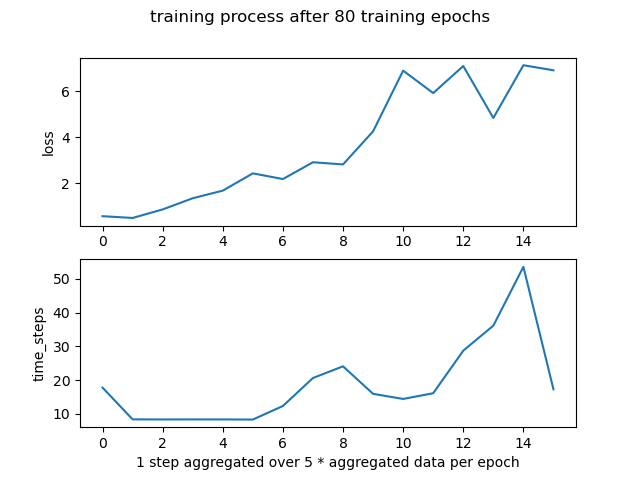 training process after 80 training epochs
loss
6
4
2
0 2 4 6 8 10 12 14
time_steps
50
40
30
20
10
0 2 4 6 8 10 12 14
1 step aggregated over 5 * aggregated data per epoch